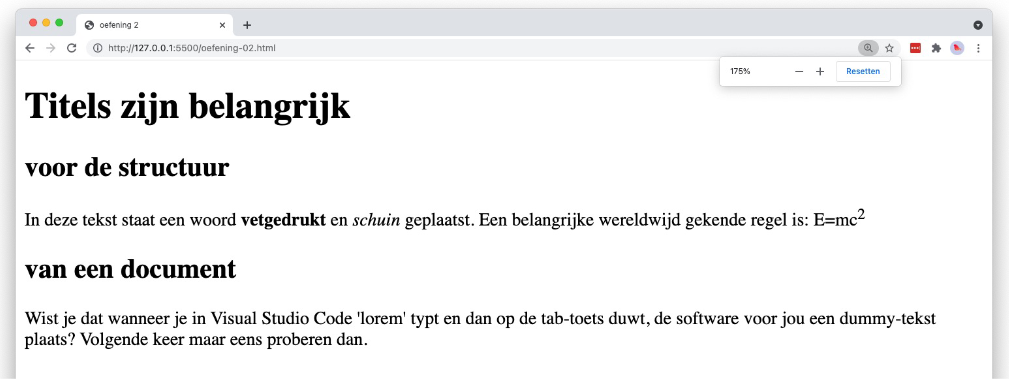 oefening 2
http://127.0.0.1:5500/oefening-02.html
175%
Resetten
Titels zijn belangrijk
voor de structuur
In deze tekst staat een woord vetgedrukt en schuin geplaatst. Een belangrijke wereldwijd gekende regel is: E=mc²
van een document
Wist je dat wanneer je in Visual Studio Code 'lorem' typt en dan op de tab-toets duwt, de software voor jou een dummy-tekst
plaats? Volgende keer maar eens proberen dan.